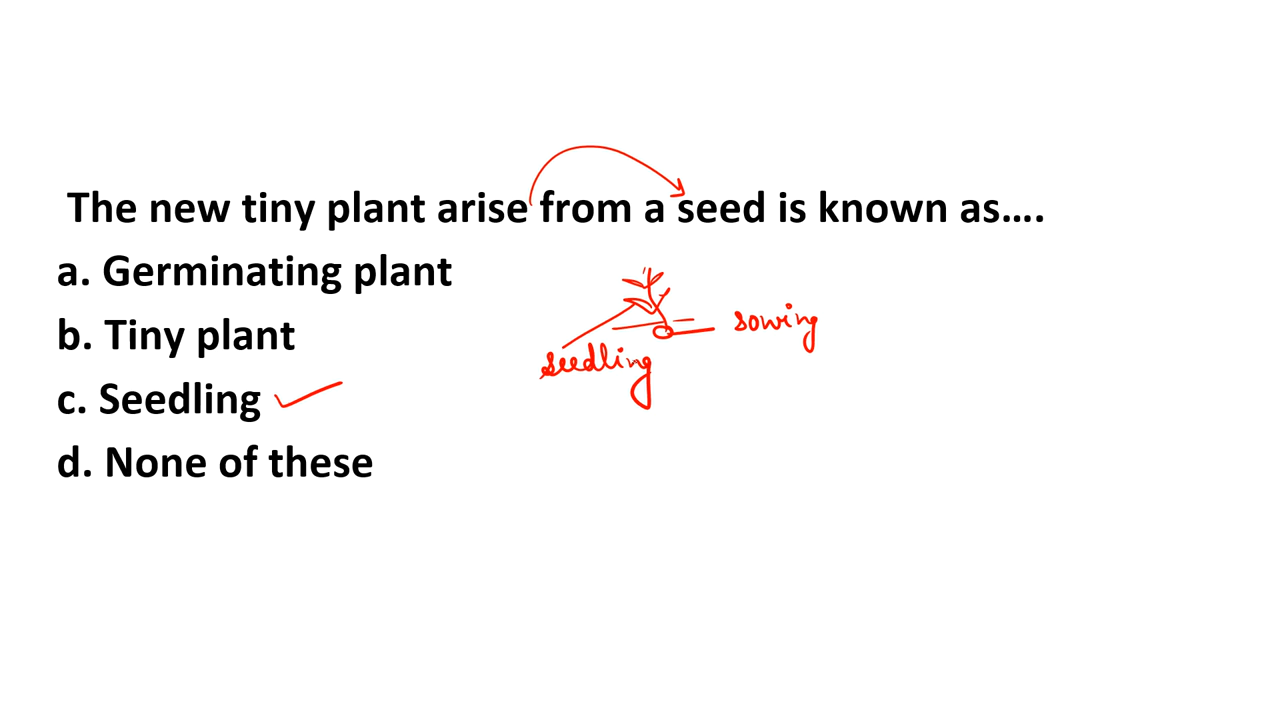 The new tiny plant arise from a seed is known as....
a. Germinating plant
b. Tiny plant
c. Seedling
d. None of these
sowing
seedling